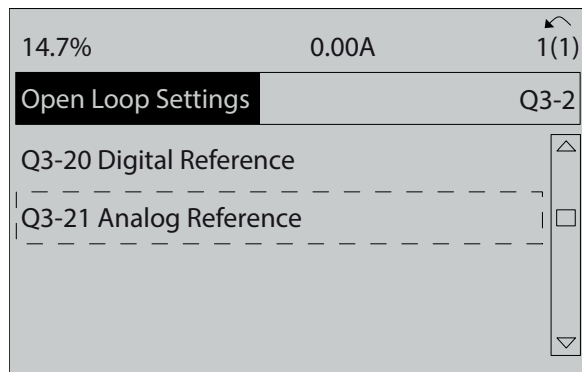 14.7% 0.00A 1(1)
Open Loop Settings Q3-2
Q3-20 Digital Reference
Q3-21 Analog Reference